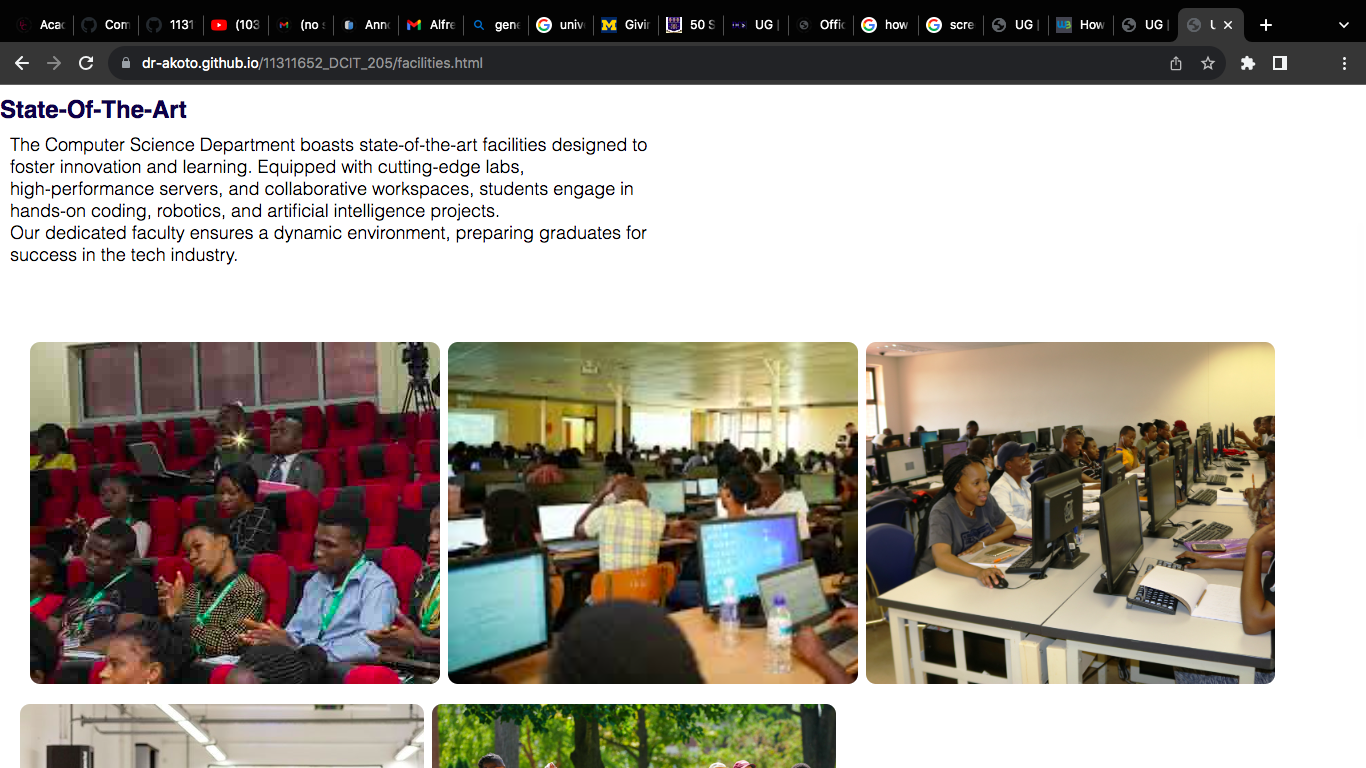 Acac
Com
1131
(103
(no s
Anno
Alfre
gene
univ
Givin
50 S
UG |
Offic
how
scre
UG |
How
UG |
U
dr-akoto.github.io/11311652_DCIT_205/facilities.html
State-Of-The-Art
The Computer Science Department boasts state-of-the-art facilities designed to
foster innovation and learning. Equipped with cutting-edge labs,
high-performance servers, and collaborative workspaces, students engage in
hands-on coding, robotics, and artificial intelligence projects.
Our dedicated faculty ensures a dynamic environment, preparing graduates for
success in the tech industry.